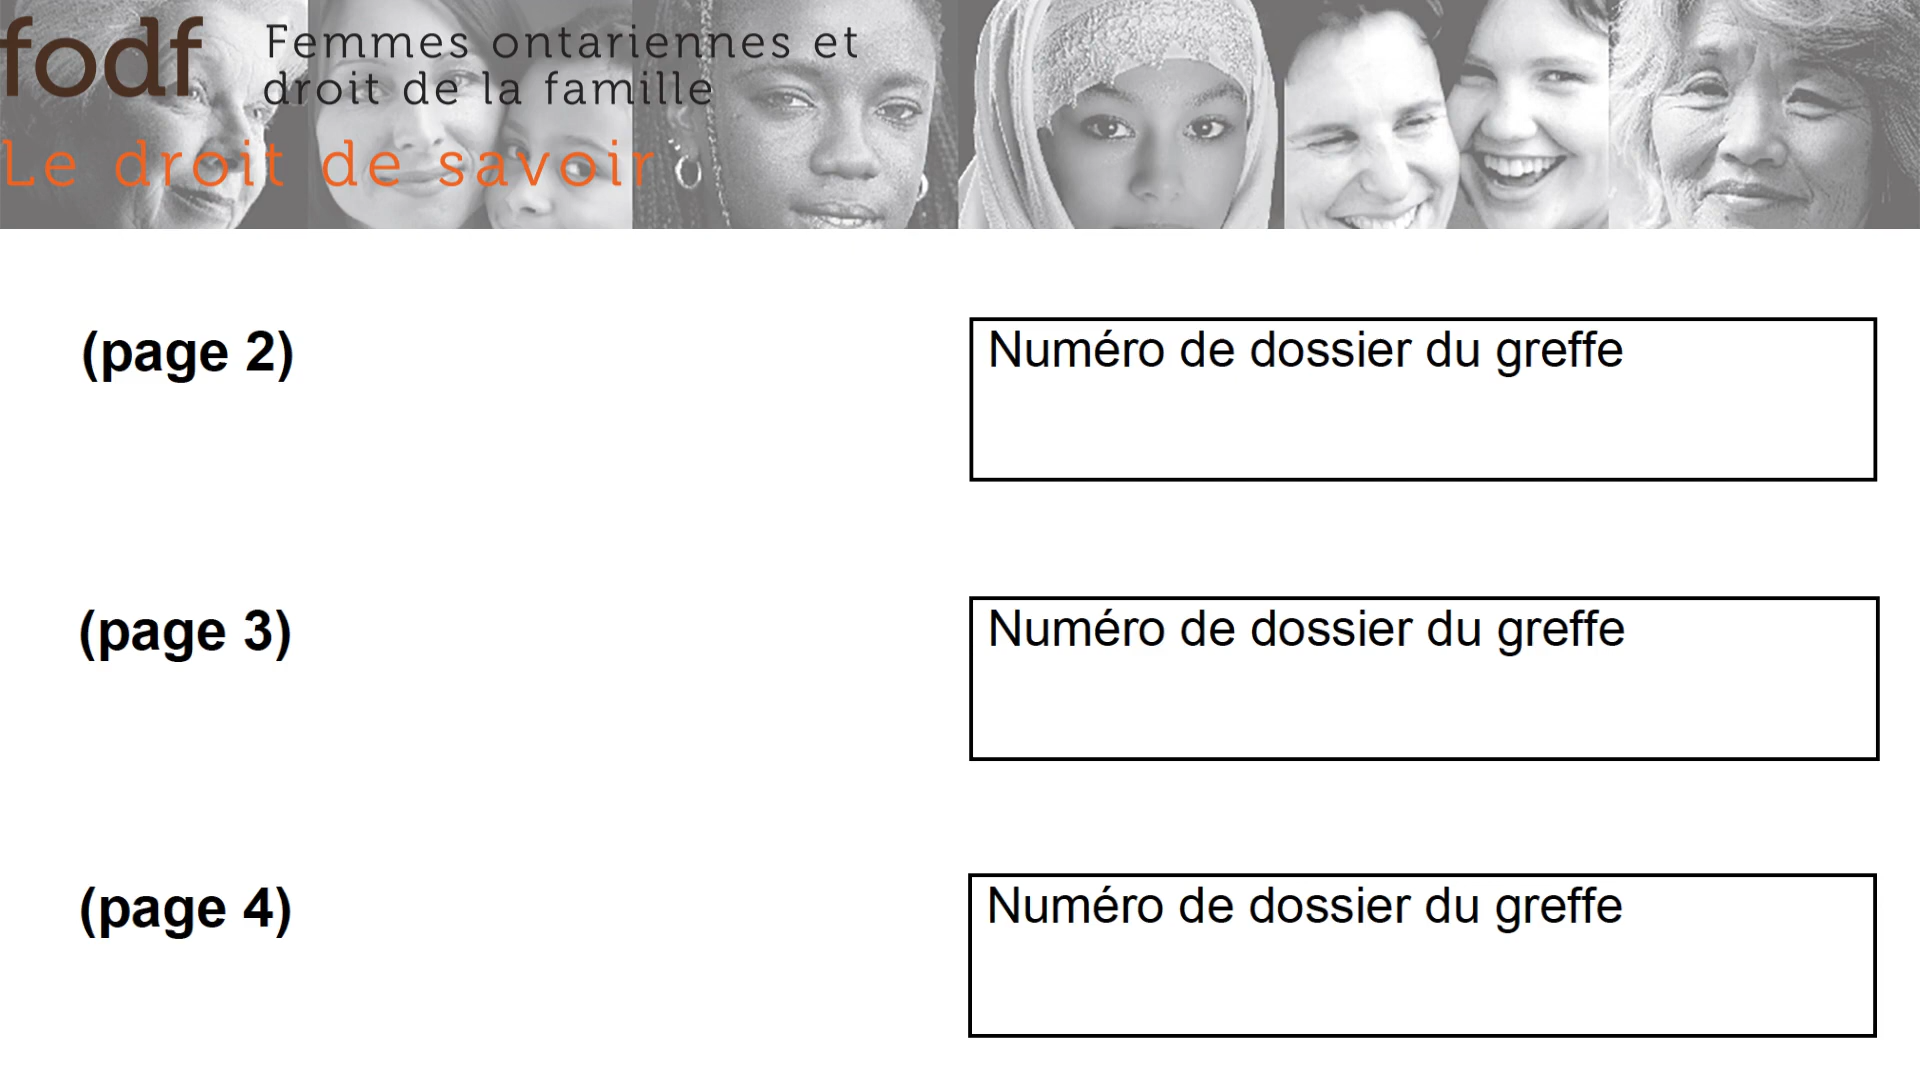 fodf
Femmes ontariennes et
droit de la famille
Le droit de savoir
(page 2)
Numéro de dossier du greffe
(page 3)
Numéro de dossier du greffe
(page 4)
Numéro de dossier du greffe